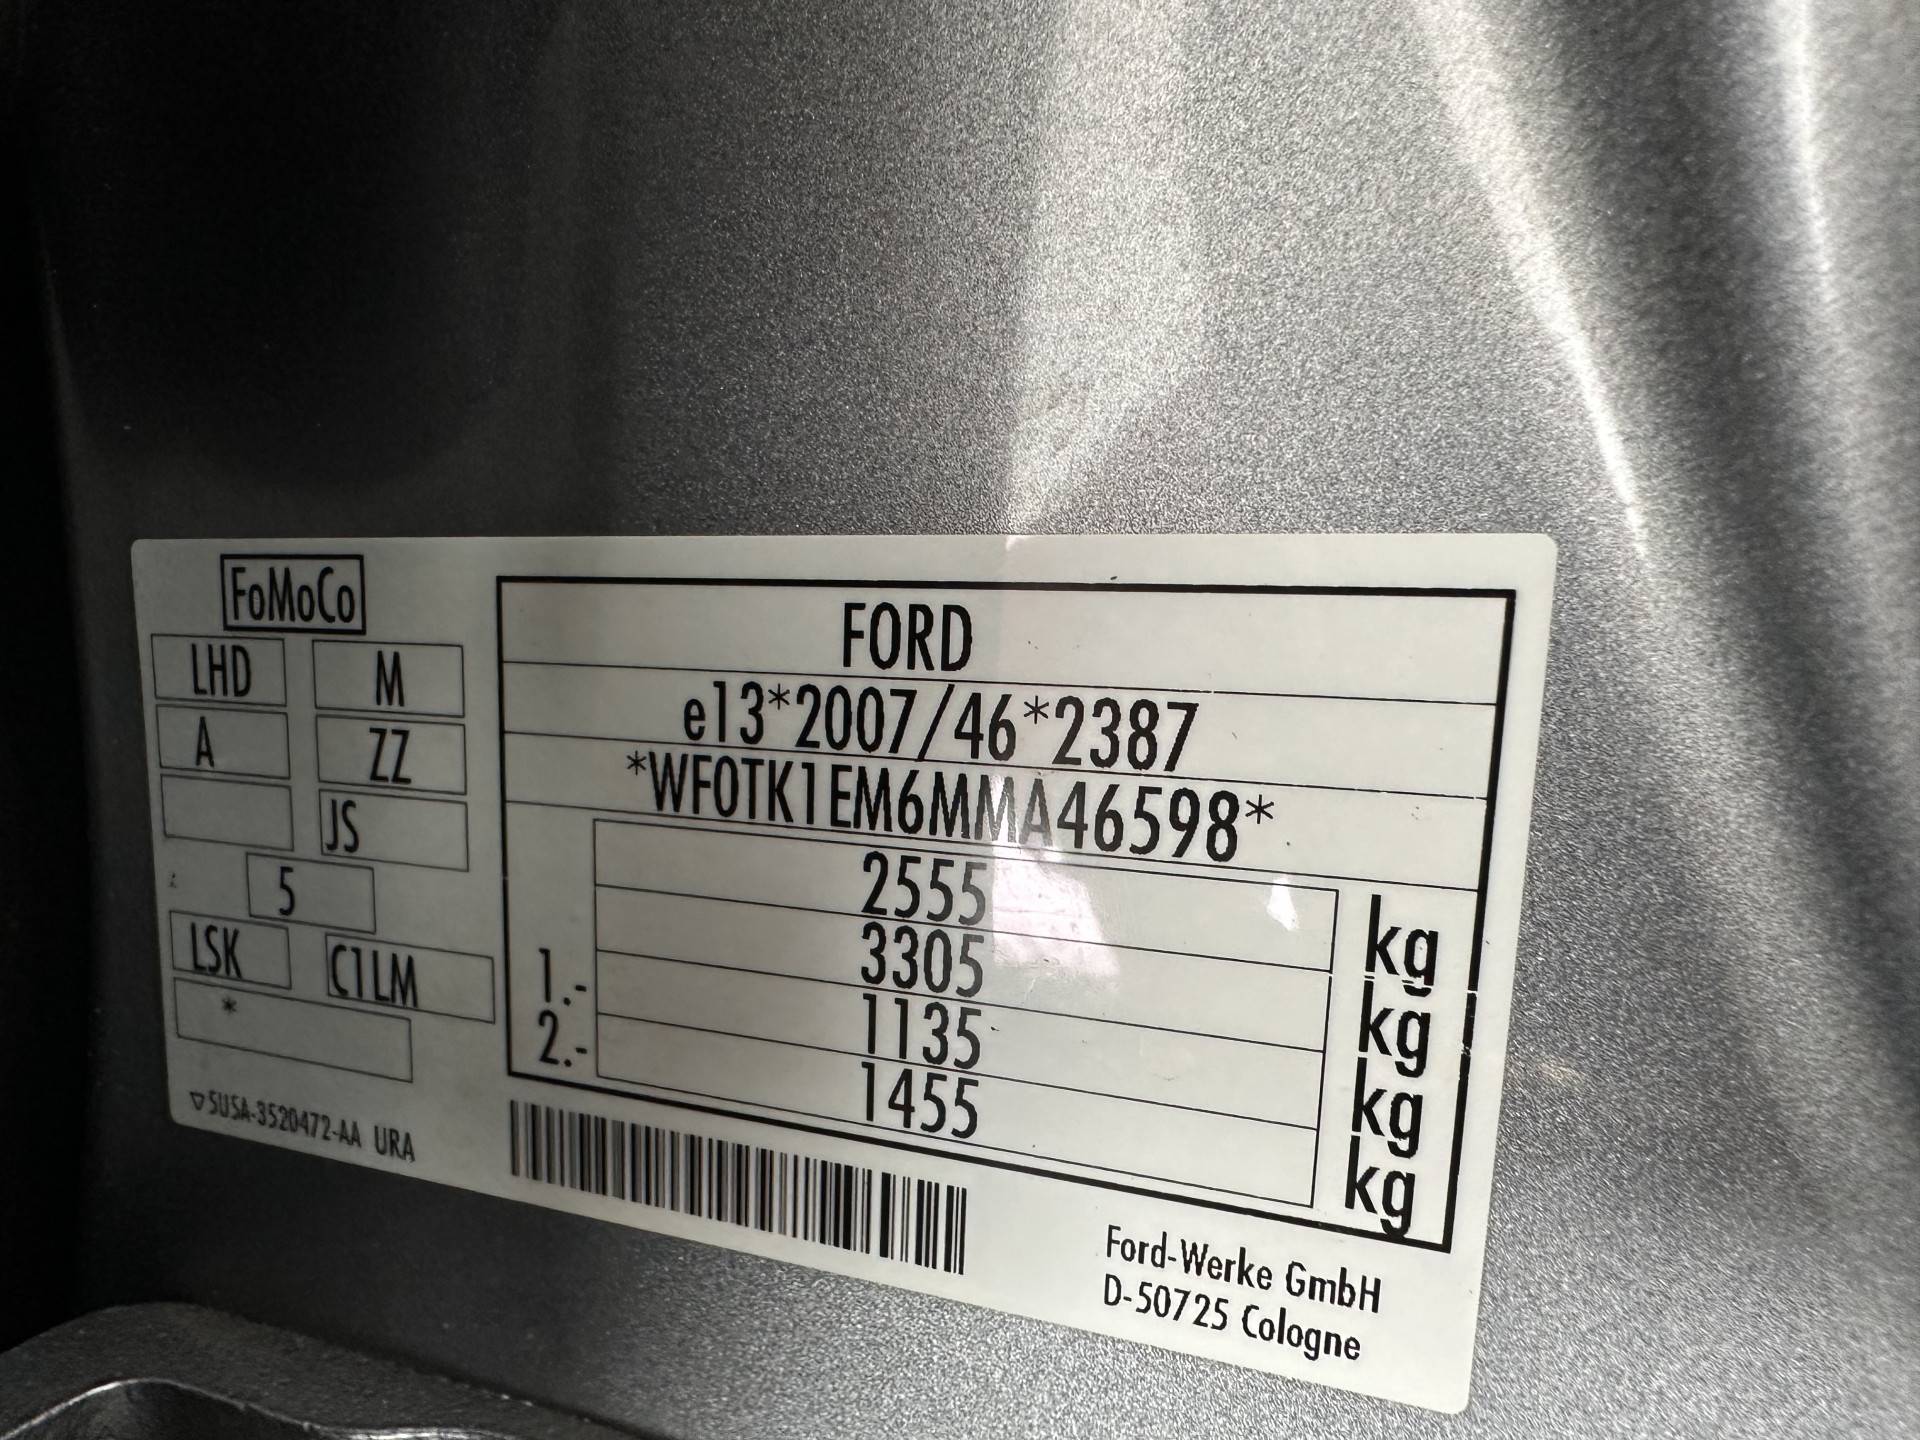 FoMoCo
LHD M
A ZZ
JS
5
LSK C1LM
*
5U5A-3520472-AA URA
FORD
e13*2007/46*2387
*WF0TK1EM6MMA46598*
2555 kg
3305 kg
1.- 1135 kg
2.- 1455 kg
Ford-Werke GmbH
D-50725 Cologne